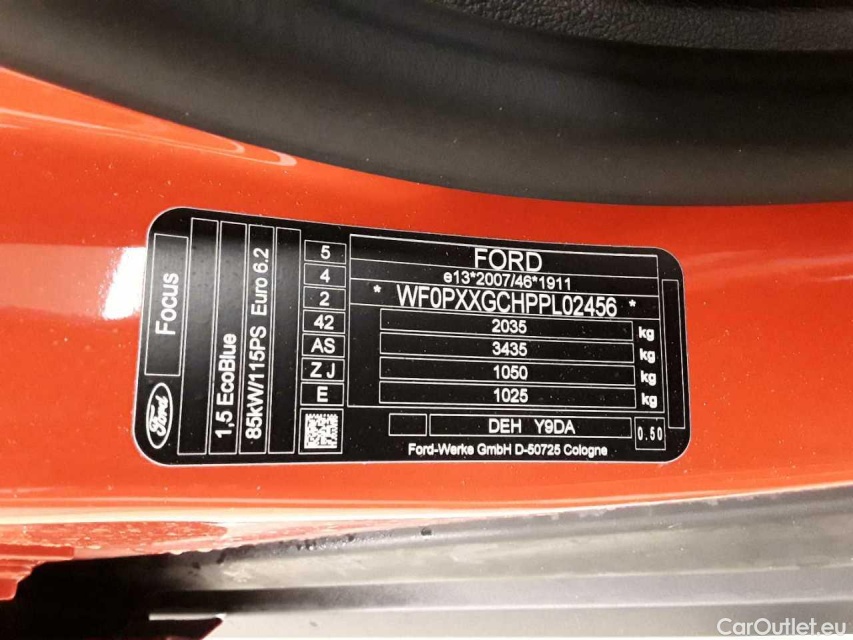 Ford
Focus
1,5 EcoBlue
85kW/115PS Euro 6.2
5
4
2
42
AS
Z J
E
FORD
e13*2007/46*1911
* WF0PXXGCHPPL02456 *
2035 kg
3435 kg
1050 kg
1025 kg
DEH Y9DA
0.50
Ford-Werke GmbH D-50725 Cologne
CarOutlet.eu